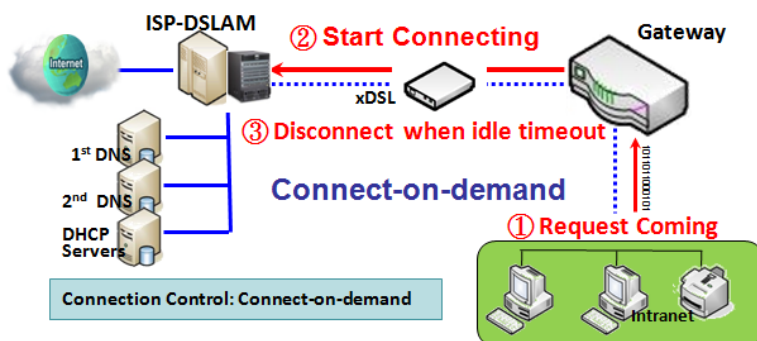 ISP-DSLAM
② Start Connecting
Gateway
Internet
xDSL
③ Disconnect when idle timeout
1st DNS
2nd DNS
DHCP
Servers
Connect-on-demand
101011000101
① Request Coming
Intranet
Connection Control: Connect-on-demand